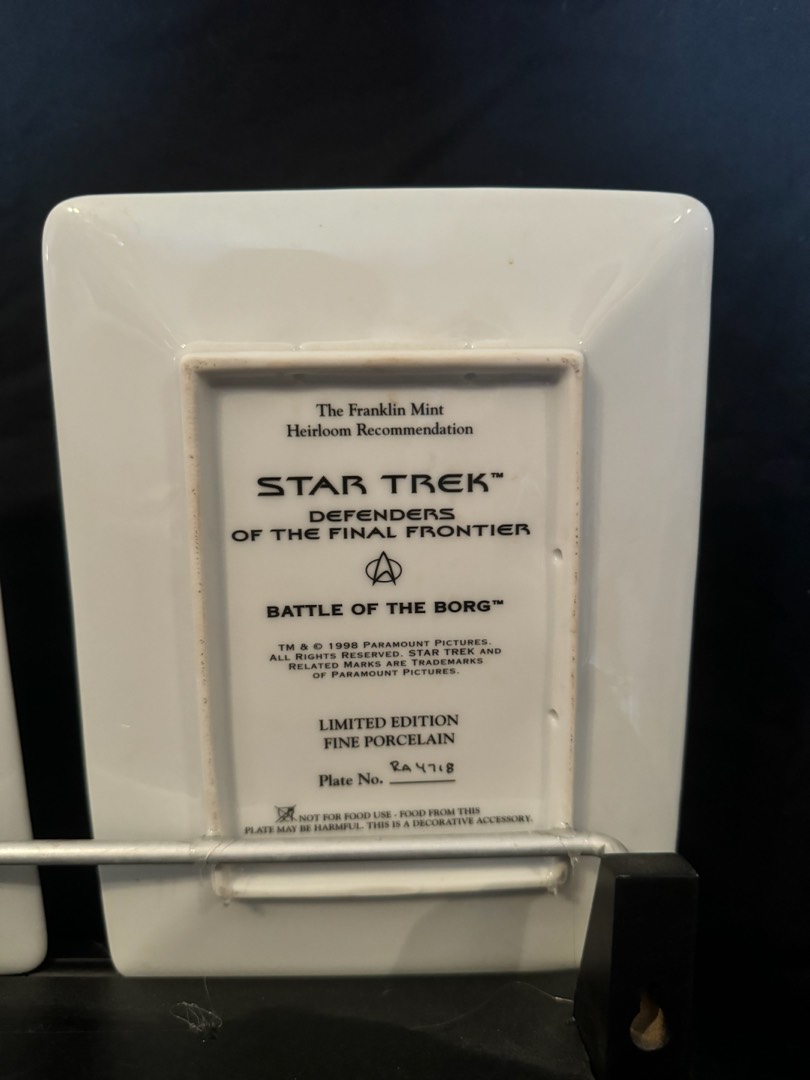 The Franklin Mint
Heirloom Recommendation
STAR TREK™
DEFENDERS
OF THE FINAL FRONTIER
BATTLE OF THE BORG™
TM & © 1998 PARAMOUNT PICTURES.
ALL RIGHTS RESERVED. STAR TREK AND
RELATED MARKS ARE TRADEMARKS
OF PARAMOUNT PICTURES.
LIMITED EDITION
FINE PORCELAIN
Plate No. RA4718
NOT FOR FOOD USE - FOOD FROM THIS
PLATE MAY BE HARMFUL. THIS IS A DECORATIVE ACCESSORY.